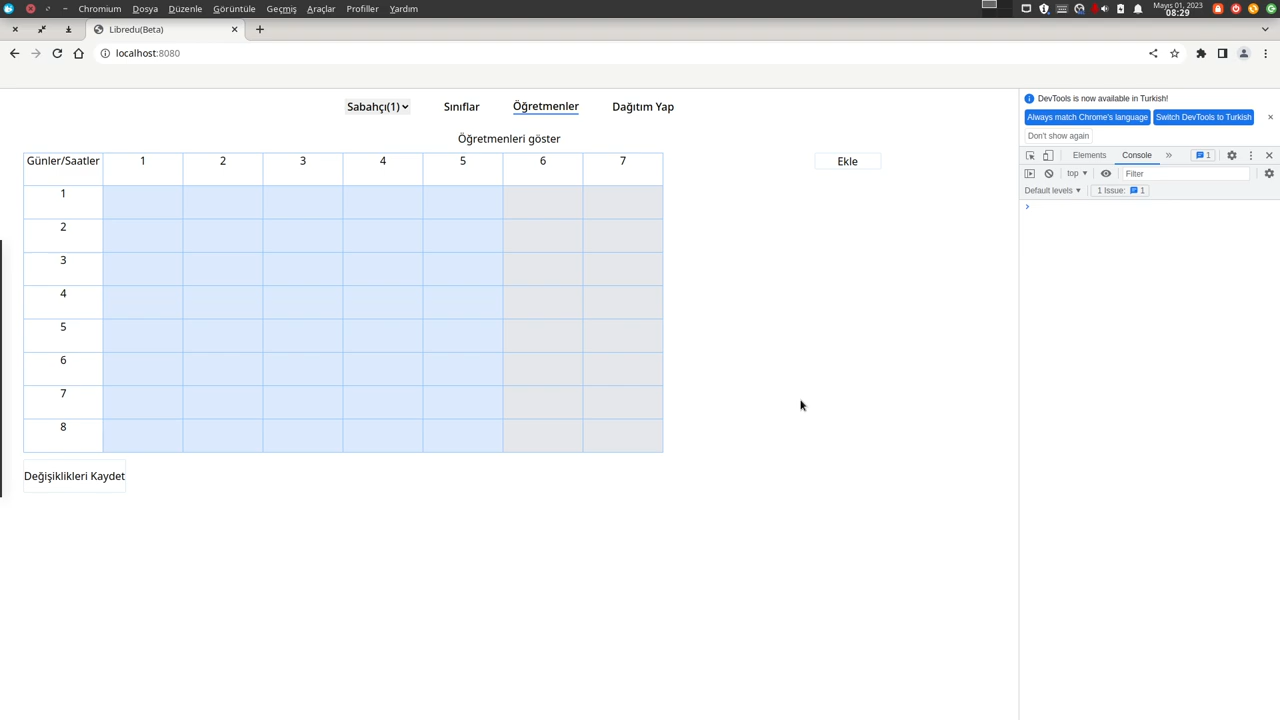 Chromium Dosya Düzenle Görüntüle Geçmiş Araçlar Profiller Yardım
Mayıs 01, 2023
08:29
Libredu(Beta)
localhost:8080
Sabahçı(1) Sınıflar Öğretmenler Dağıtım Yap
Öğretmenleri göster
Günler/Saatler 1 2 3 4 5 6 7
Ekle
1
2
3
4
5
6
7
8
Değişiklikleri Kaydet
DevTools is now available in Turkish!
Always match Chrome's language Switch DevTools to Turkish
Don't show again
Elements Console » 1
top Filter
Default levels 1 Issue: 1